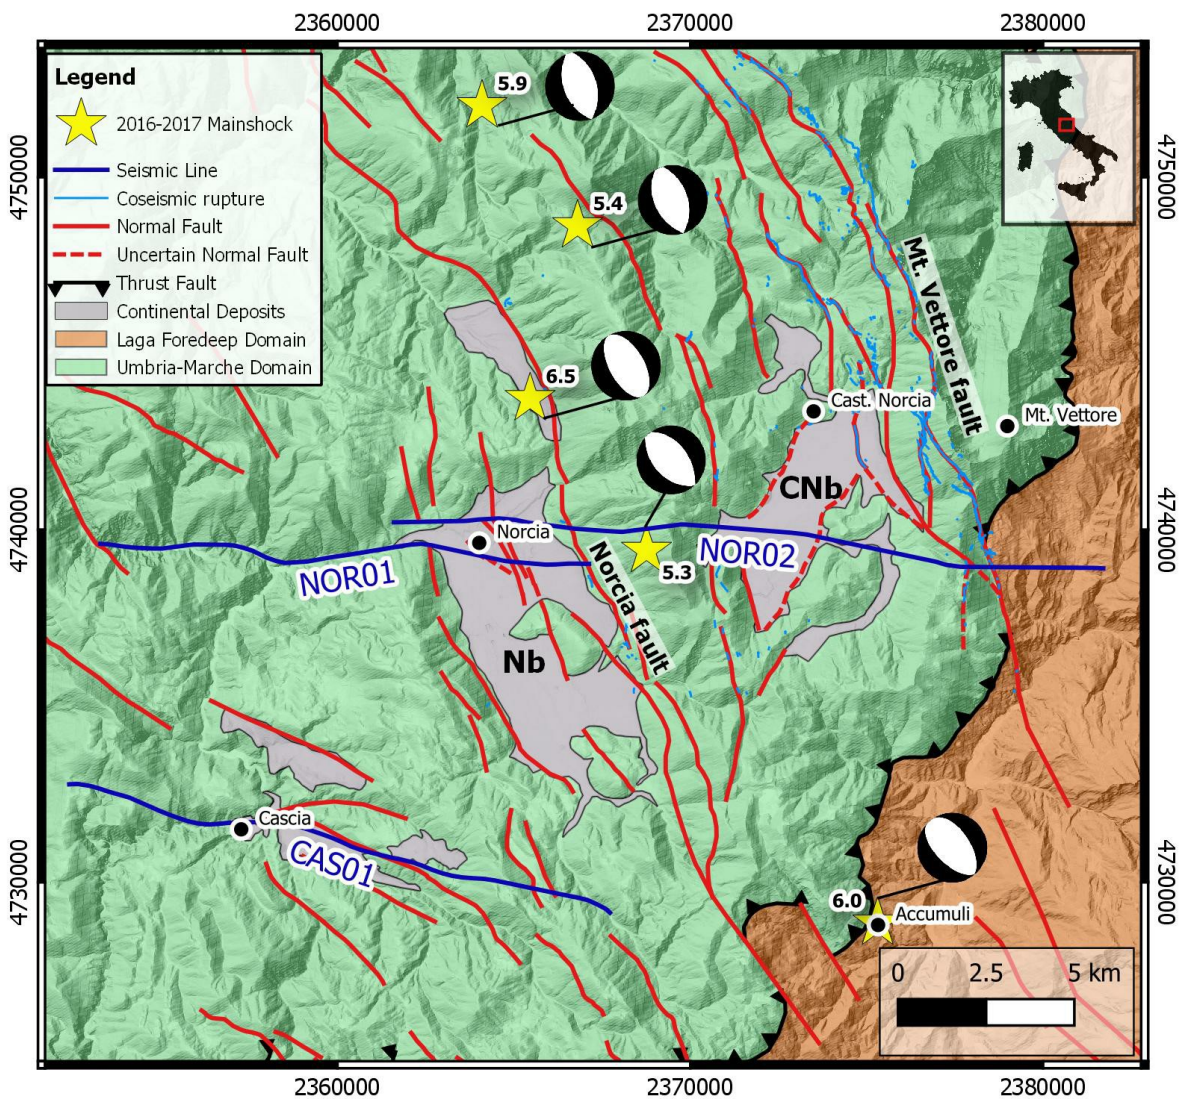 2360000
2370000
2380000
Legend
2016-2017 Mainshock
Seismic Line
Coseismic rupture
Normal Fault
Uncertain Normal Fault
Thrust Fault
Continental Deposits
Laga Foredeep Domain
Umbria-Marche Domain
5.9
5.4
6.5
5.3
6.0
4750000
4750000
4740000
4740000
4730000
4730000
Mt. Vettore fault
Mt. Vettore
Cast. Norcia
CNb
Norcia
NOR01
NOR02
Norcia fault
Nb
Cascia
CAS01
Accumuli
0 2.5 5 km
2360000
2370000
2380000